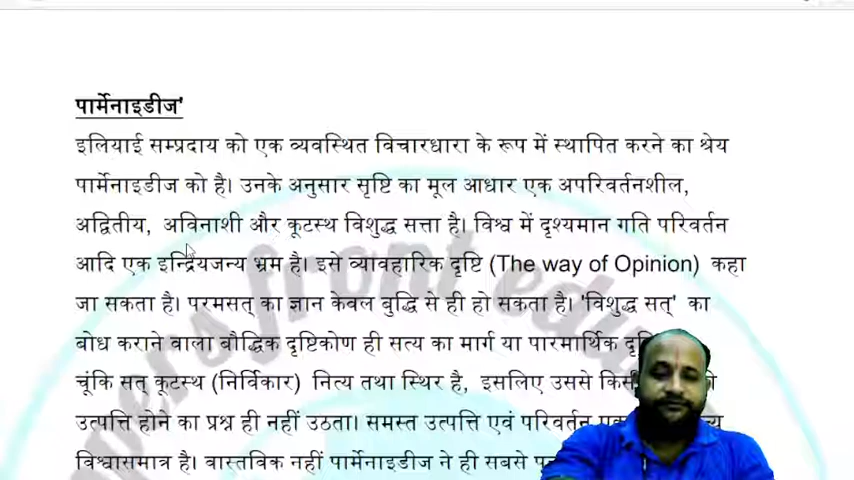 पार्मेनाइडीज'
इलियाई सम्प्रदाय को एक व्यवस्थित विचारधारा के रूप में स्थापित करने का श्रेय
पार्मेनाइडीज को है। उनके अनुसार सृष्टि का मूल आधार एक अपरिवर्तनशील,
अद्वितीय, अविनाशी और कूटस्थ विशुद्ध सत्ता है। विश्व में दृश्यमान गति परिवर्तन
आदि एक इन्द्रियजन्य भ्रम है। इसे व्यावहारिक दृष्टि (The way of Opinion) कहा
जा सकता है। परमसत् का ज्ञान केवल बुद्धि से ही हो सकता है। 'विशुद्ध सत्' का
बोध कराने वाला बौद्धिक दृष्टिकोण ही सत्य का मार्ग या पारमार्थिक
चूंकि सत् कूटस्थ (निर्विकार) नित्य तथा स्थिर है, इसलिए उससे
उत्पत्ति होने का प्रश्न ही नहीं उठता। समस्त उत्पत्ति एवं परिवर्तन
विश्वासमात्र है। वास्तविक नहीं पार्मेनाइडीज ने ही सबसे